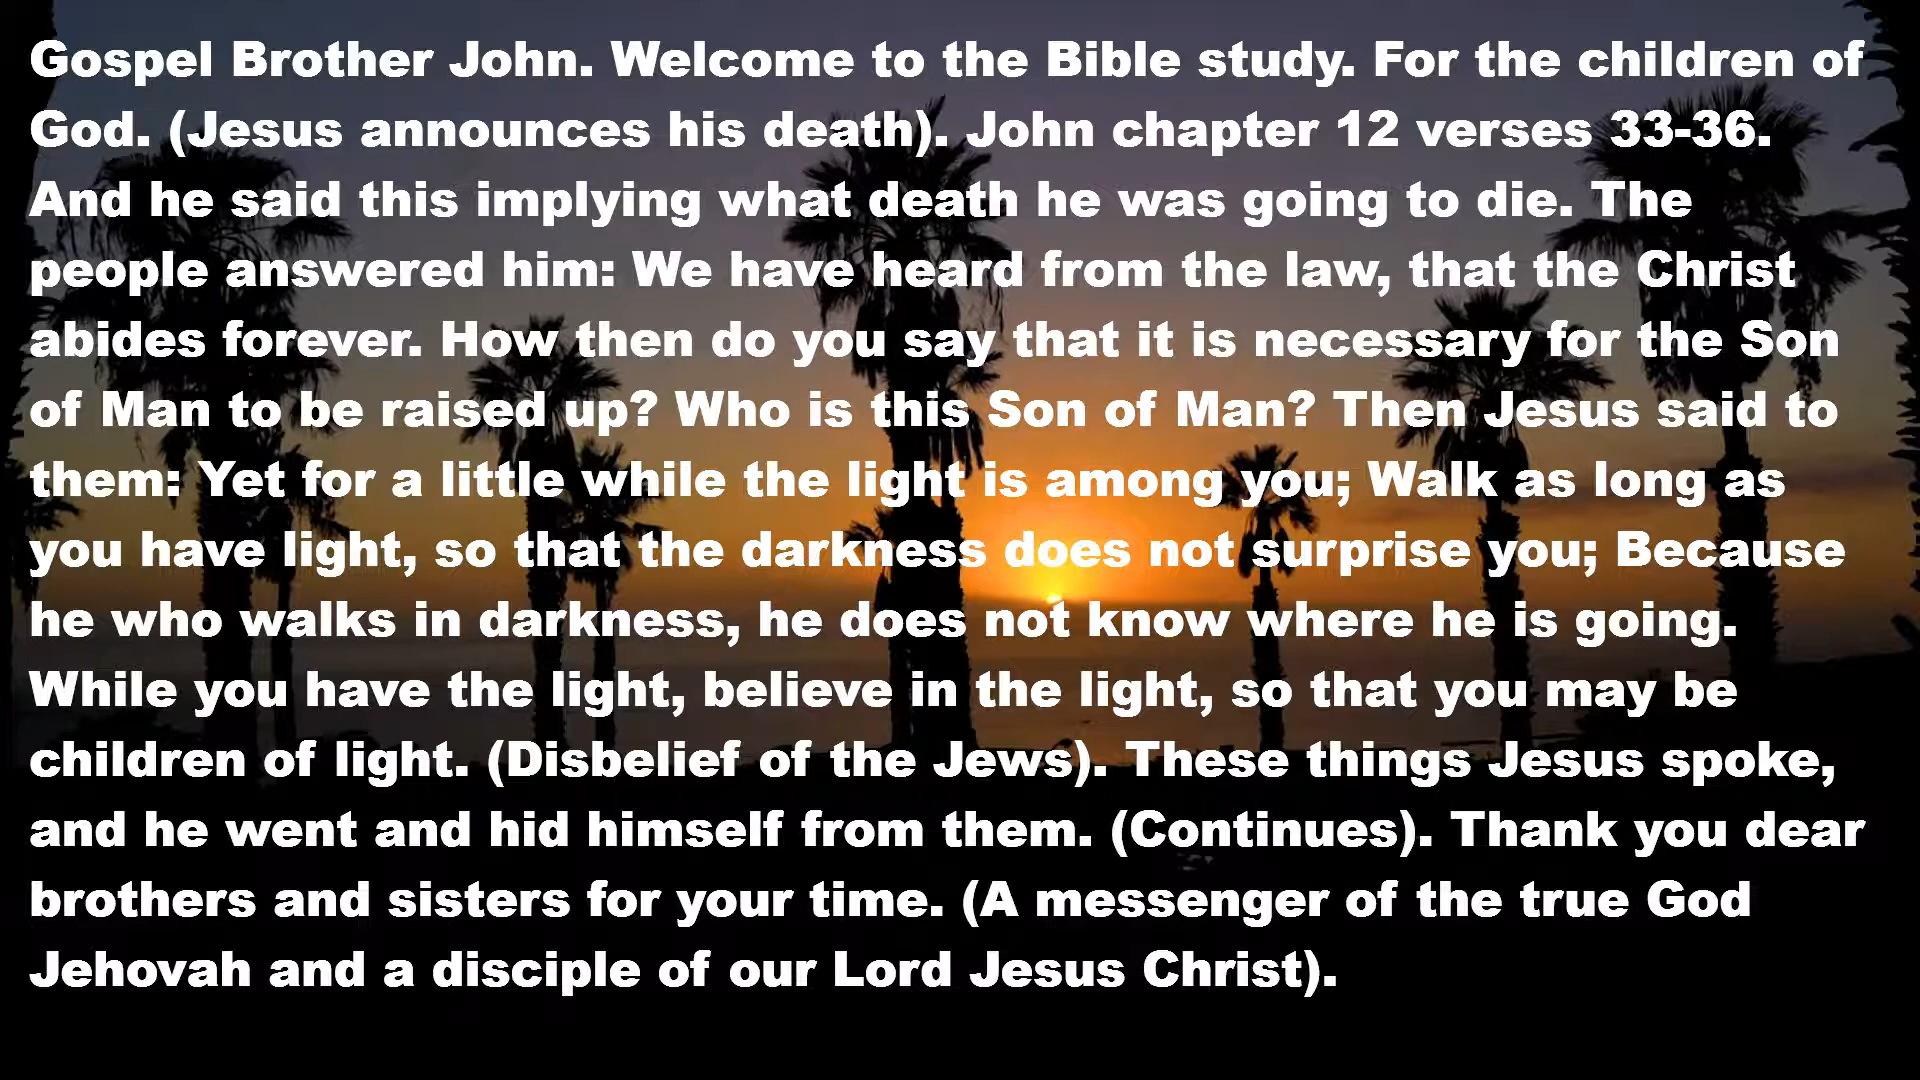 Gospel Brother John. Welcome to the Bible study. For the children of
God. (Jesus announces his death). John chapter 12 verses 33-36.
And he said this implying what death he was going to die. The
people answered him: We have heard from the law, that the Christ
abides forever. How then do you say that it is necessary for the Son
of Man to be raised up? Who is this Son of Man? Then Jesus said to
them: Yet for a little while the light is among you; Walk as long as
you have light, so that the darkness does not surprise you; Because
he who walks in darkness, he does not know where he is going.
While you have the light, believe in the light, so that you may be
children of light. (Disbelief of the Jews). These things Jesus spoke,
and he went and hid himself from them. (Continues). Thank you dear
brothers and sisters for your time. (A messenger of the true God
Jehovah and a disciple of our Lord Jesus Christ).